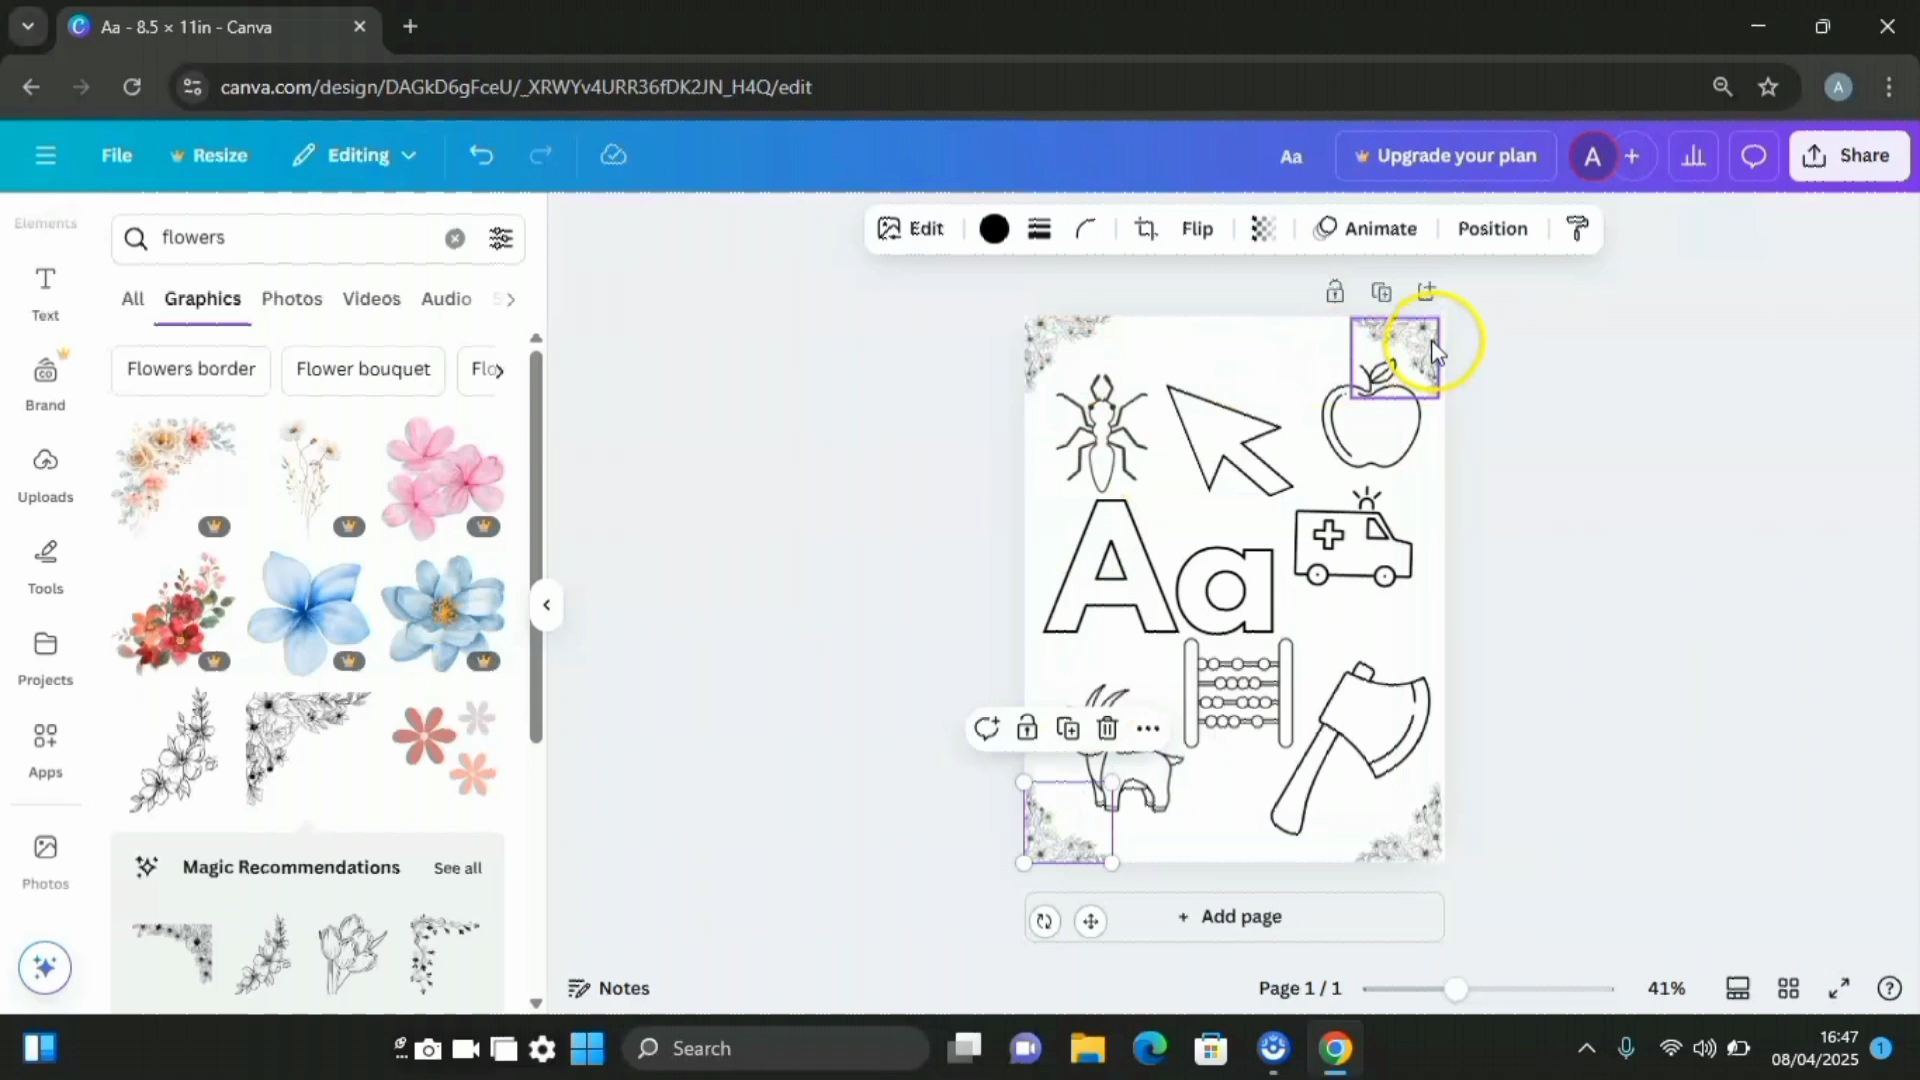 Aa - 8.5 × 11in - Canva
canva.com/design/DAGkD6gFceU/_XRWYv4URR36fDK2JN_H4Q/edit
A
File
Resize
Editing
Aa
Upgrade your plan
A
Share
Elements
Text
Brand
Uploads
Tools
Projects
Apps
Photos
flowers
All
Graphics
Photos
Videos
Audio
Flowers border
Flower bouquet
Flo
Magic Recommendations
See all
Edit
Flip
Animate
Position
Aa
+ Add page
Notes
Page 1 / 1
41%
Search
16:47
08/04/2025
1